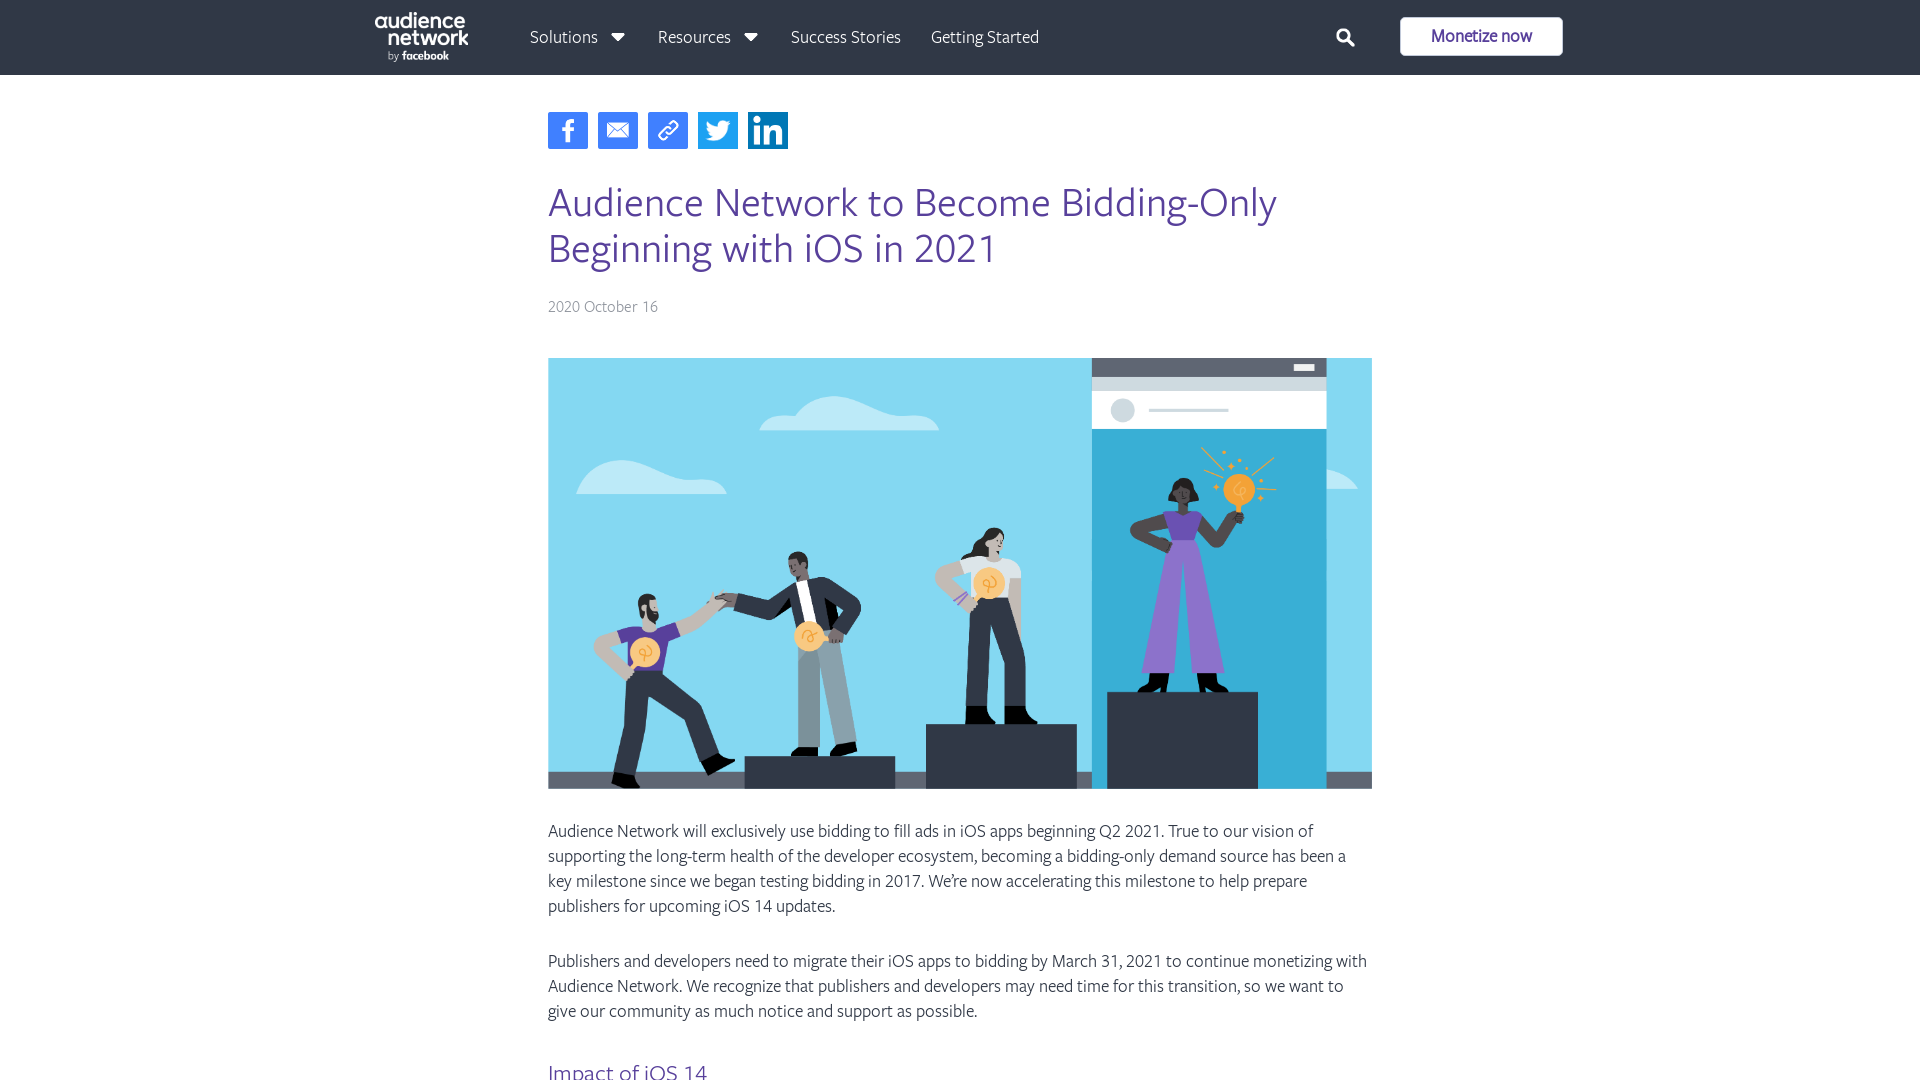 audience
network
by facebook
Solutions
Resources
Success Stories
Getting Started
Monetize now
Audience Network to Become Bidding-Only
Beginning with iOS in 2021
2020 October 16
Audience Network will exclusively use bidding to fill ads in iOS apps beginning Q2 2021. True to our vision of
supporting the long-term health of the developer ecosystem, becoming a bidding-only demand source has been a
key milestone since we began testing bidding in 2017. We’re now accelerating this milestone to help prepare
publishers for upcoming iOS 14 updates.
Publishers and developers need to migrate their iOS apps to bidding by March 31, 2021 to continue monetizing with
Audience Network. We recognize that publishers and developers may need time for this transition, so we want to
give our community as much notice and support as possible.
Impact of iOS 14